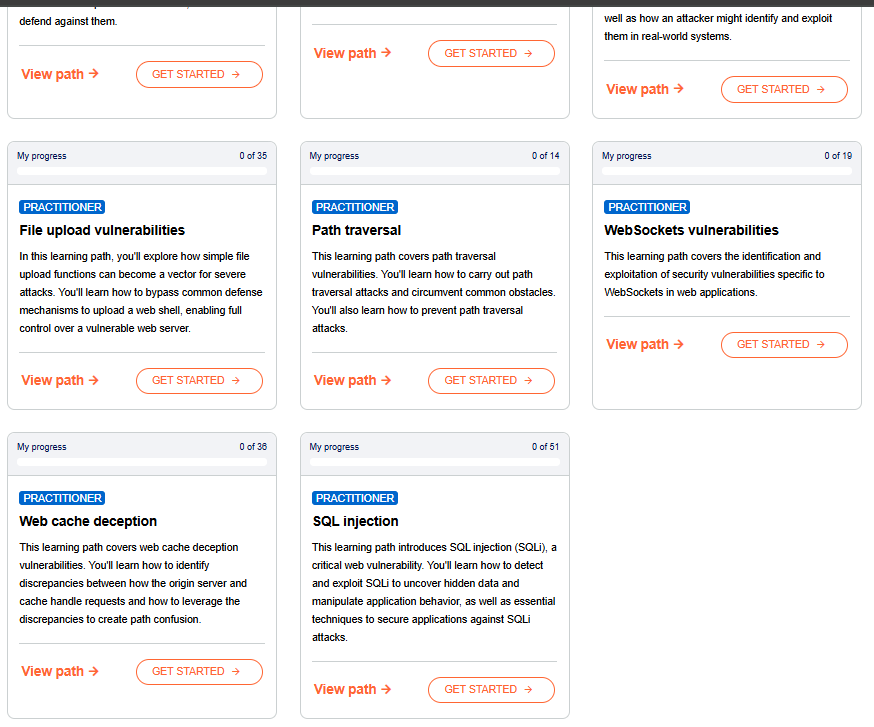 defend against them.
View path →
GET STARTED →
View path →
GET STARTED →
well as how an attacker might identify and exploit
them in real-world systems.
View path →
GET STARTED →
My progress
0 of 35
PRACTITIONER
File upload vulnerabilities
In this learning path, you'll explore how simple file
upload functions can become a vector for severe
attacks. You'll learn how to bypass common defense
mechanisms to upload a web shell, enabling full
control over a vulnerable web server.
View path →
GET STARTED →
My progress
0 of 14
PRACTITIONER
Path traversal
This learning path covers path traversal
vulnerabilities. You'll learn how to carry out path
traversal attacks and circumvent common obstacles.
You'll also learn how to prevent path traversal
attacks.
View path →
GET STARTED →
My progress
0 of 19
PRACTITIONER
WebSockets vulnerabilities
This learning path covers the identification and
exploitation of security vulnerabilities specific to
WebSockets in web applications.
View path →
GET STARTED →
My progress
0 of 36
PRACTITIONER
Web cache deception
This learning path covers web cache deception
vulnerabilities. You'll learn how to identify
discrepancies between how the origin server and
cache handle requests and how to leverage the
discrepancies to create path confusion.
View path →
GET STARTED →
My progress
0 of 51
PRACTITIONER
SQL injection
This learning path introduces SQL injection (SQLi), a
critical web vulnerability. You'll learn how to detect
and exploit SQLi to uncover hidden data and
manipulate application behavior, as well as essential
techniques to secure applications against SQLi
attacks.
View path →
GET STARTED →